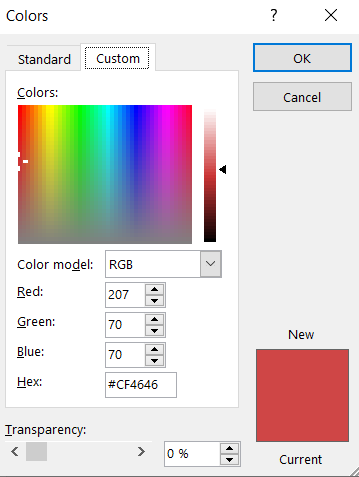 Colors ?
Standard Custom
OK
Cancel
Colors:
Color model: RGB
Red: 207
Green: 70
Blue: 70
Hex: #CF4646
New
Current
Transparency:
0 %